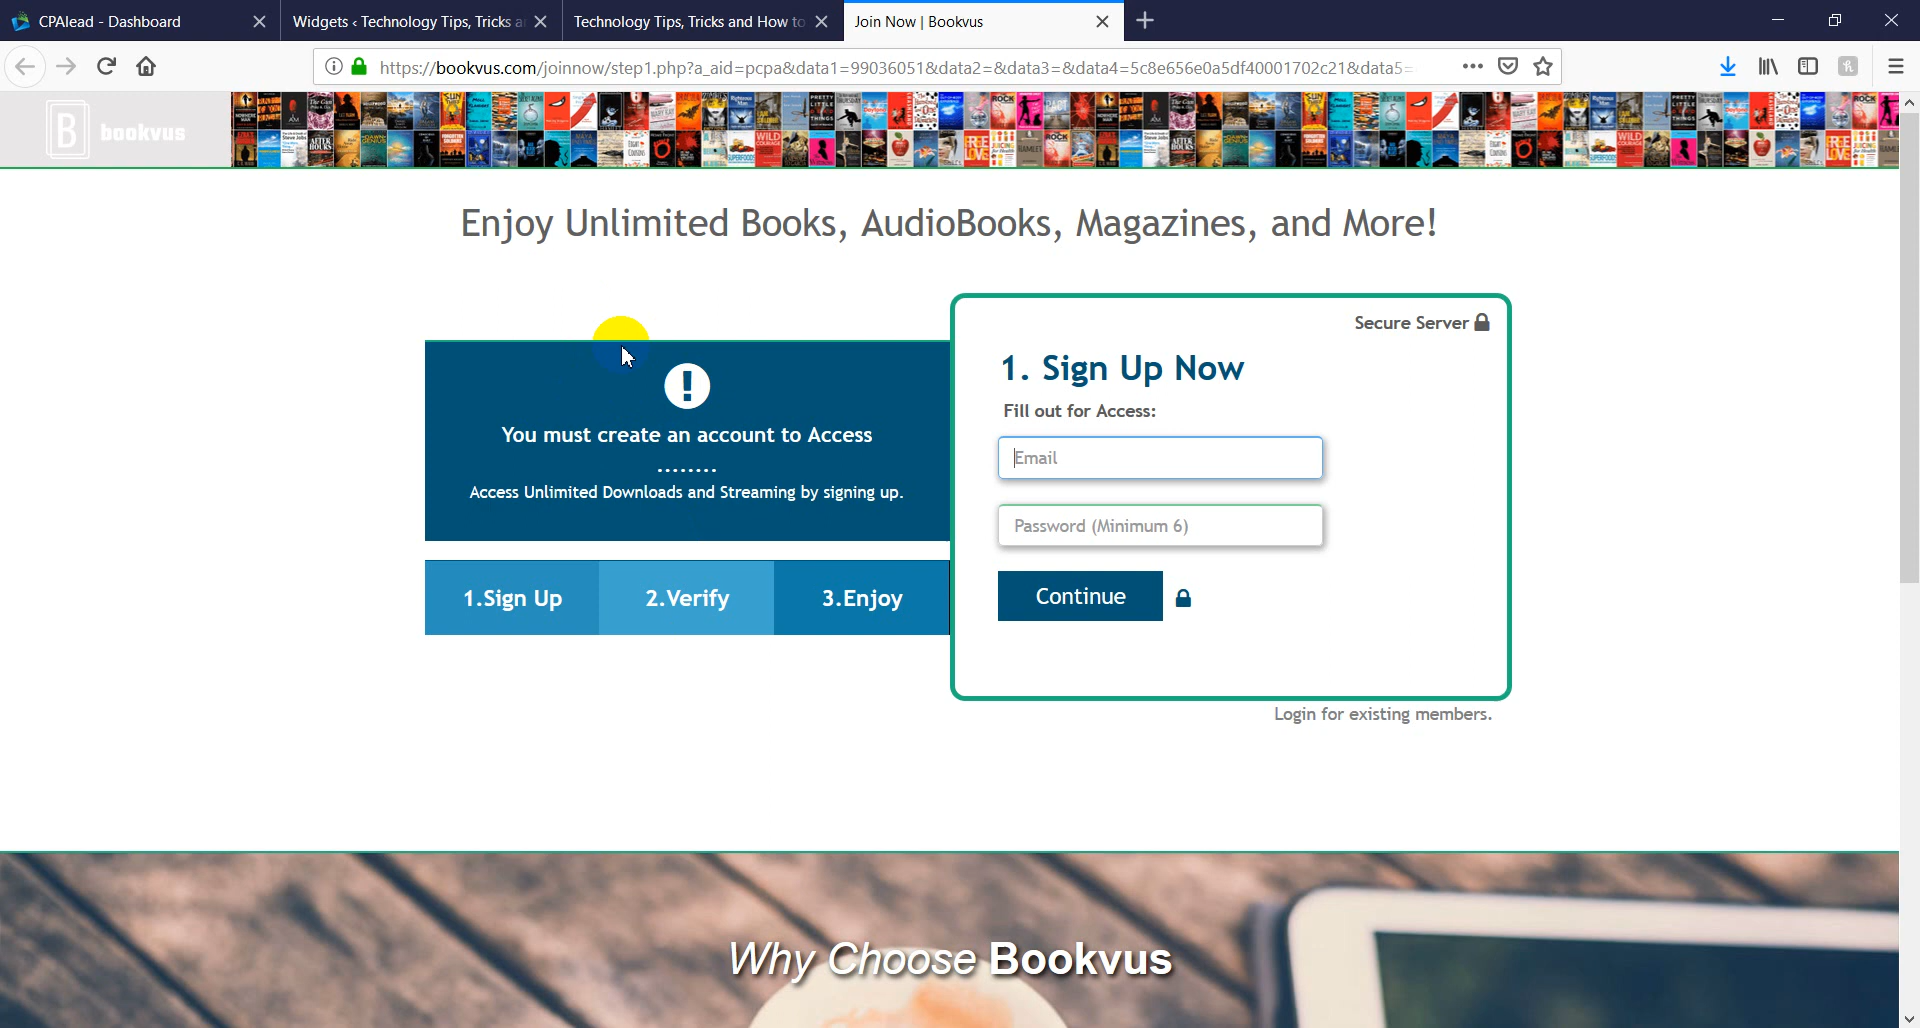 CPAlead - Dashboard
Widgets ‹ Technology Tips, Tricks a
Technology Tips, Tricks and How to
Join Now | Bookvus
https://bookvus.com/joinnow/step1.php?a_aid=pcpa&data1=99036051&data2=&data3=&data4=5c8e656e0a5df40001702c21&data5=
B bookvus
Enjoy Unlimited Books, AudioBooks, Magazines, and More!
Secure Server
1. Sign Up Now
Fill out for Access:
Email
Password (Minimum 6)
Continue
!
You must create an account to Access
........
Access Unlimited Downloads and Streaming by signing up.
1.Sign Up
2.Verify
3.Enjoy
Login for existing members.
Why Choose Bookvus